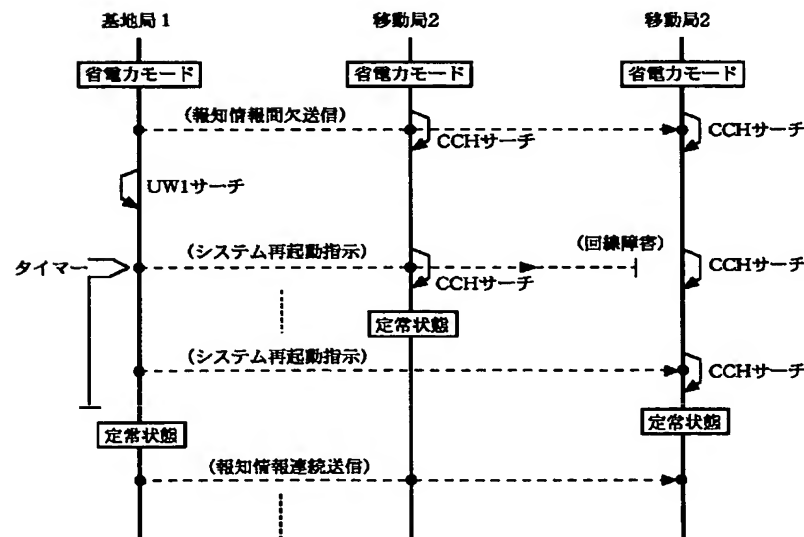 基地局 1 移動局2 移動局2
省電力モード 省電力モード 省電力モード
(報知情報間欠送信)
CCHサーチ CCHサーチ
UW1サーチ
タイマー (システム再起動指示) (回線障害)
CCHサーチ CCHサーチ
定常状態
(システム再起動指示) CCHサーチ
定常状態 定常状態
(報知情報連続送信)